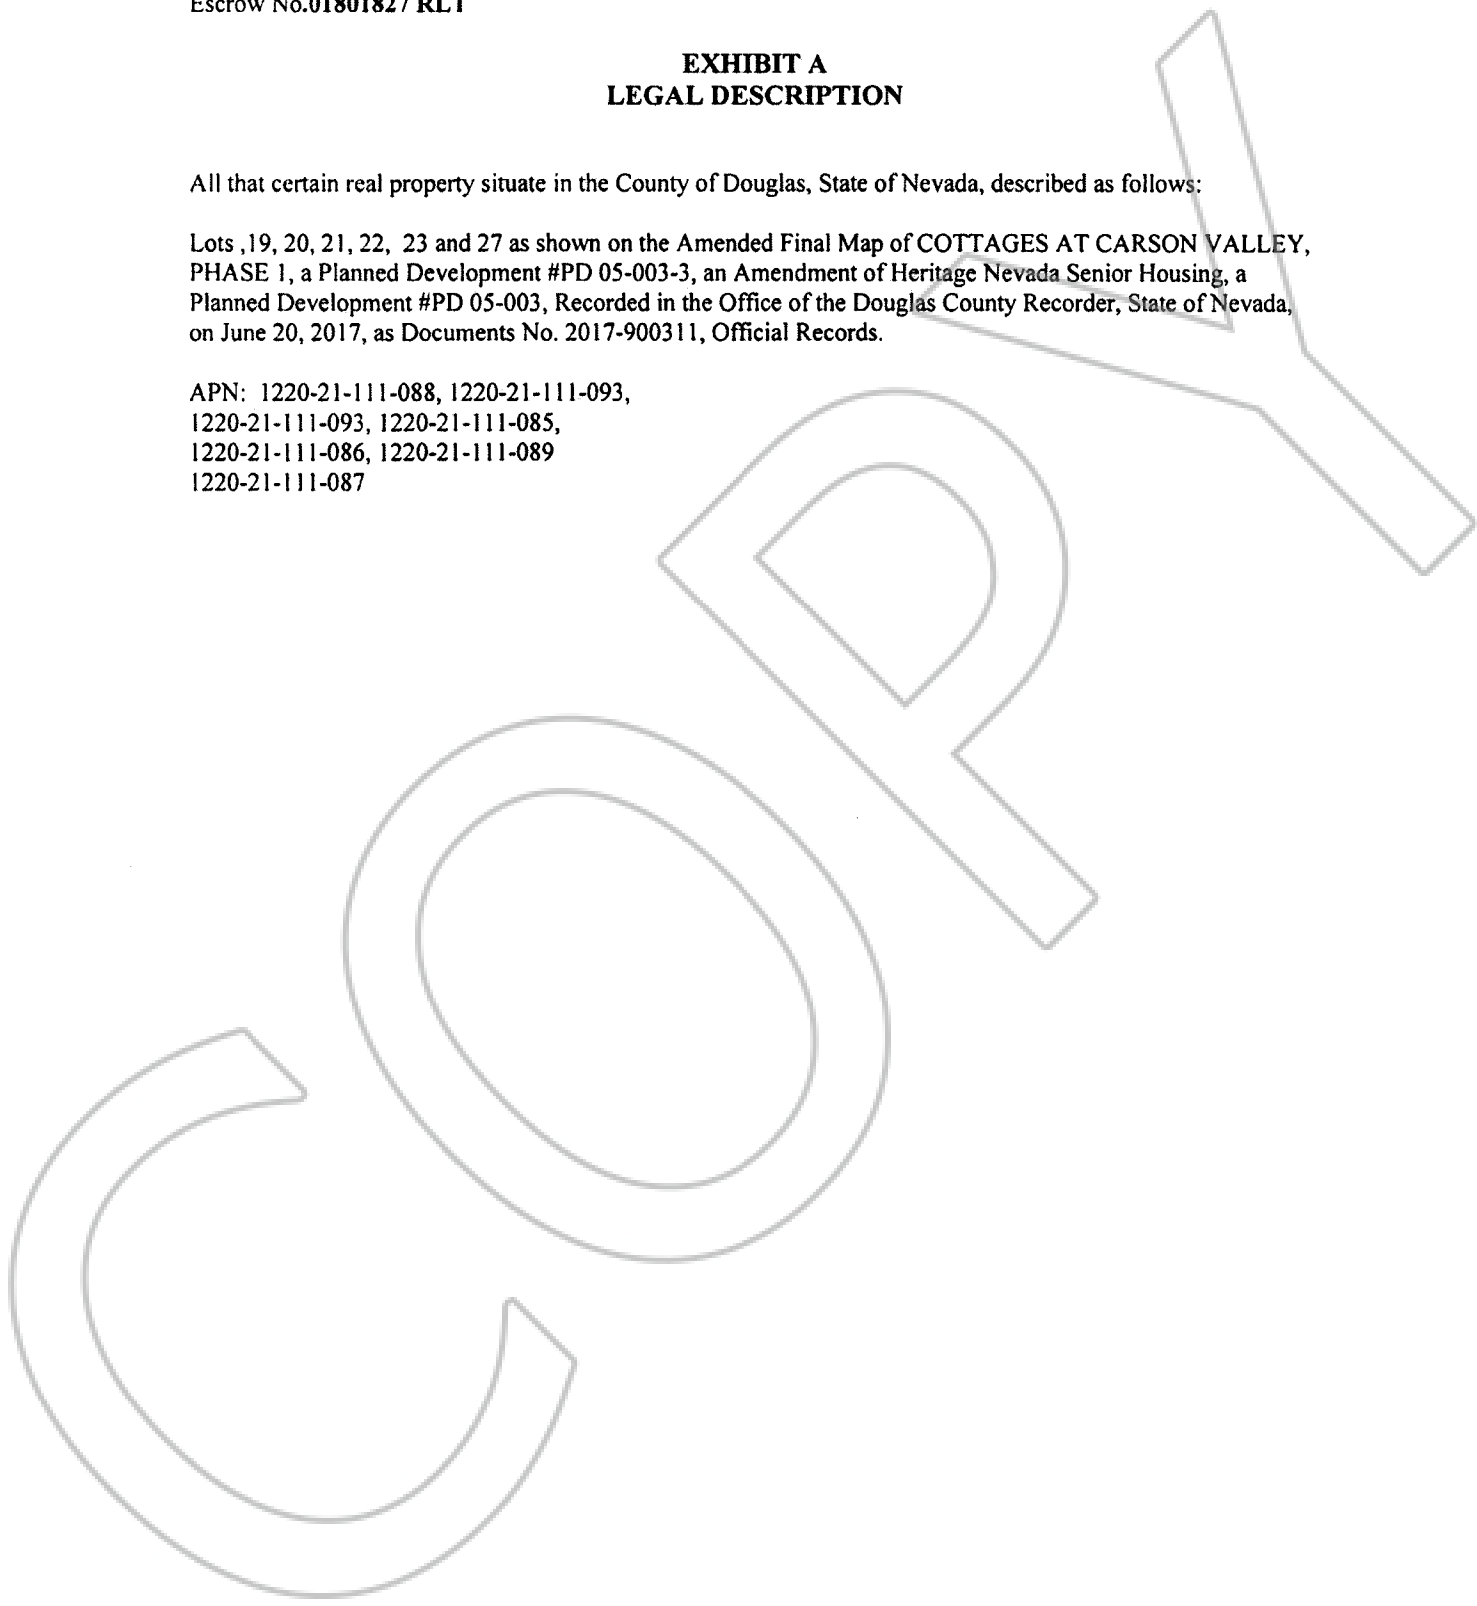 Escrow No.01801827 RLT
EXHIBIT A
LEGAL DESCRIPTION
All that certain real property situate in the County of Douglas, State of Nevada, described as follows:
Lots ,19, 20, 21, 22, 23 and 27 as shown on the Amended Final Map of COTTAGES AT CARSON VALLEY,
PHASE 1, a Planned Development #PD 05-003-3, an Amendment of Heritage Nevada Senior Housing, a
Planned Development #PD 05-003, Recorded in the Office of the Douglas County Recorder, State of Nevada,
on June 20, 2017, as Documents No. 2017-900311, Official Records.
APN: 1220-21-111-088, 1220-21-111-093,
1220-21-111-093, 1220-21-111-085,
1220-21-111-086, 1220-21-111-089
1220-21-111-087
COPY